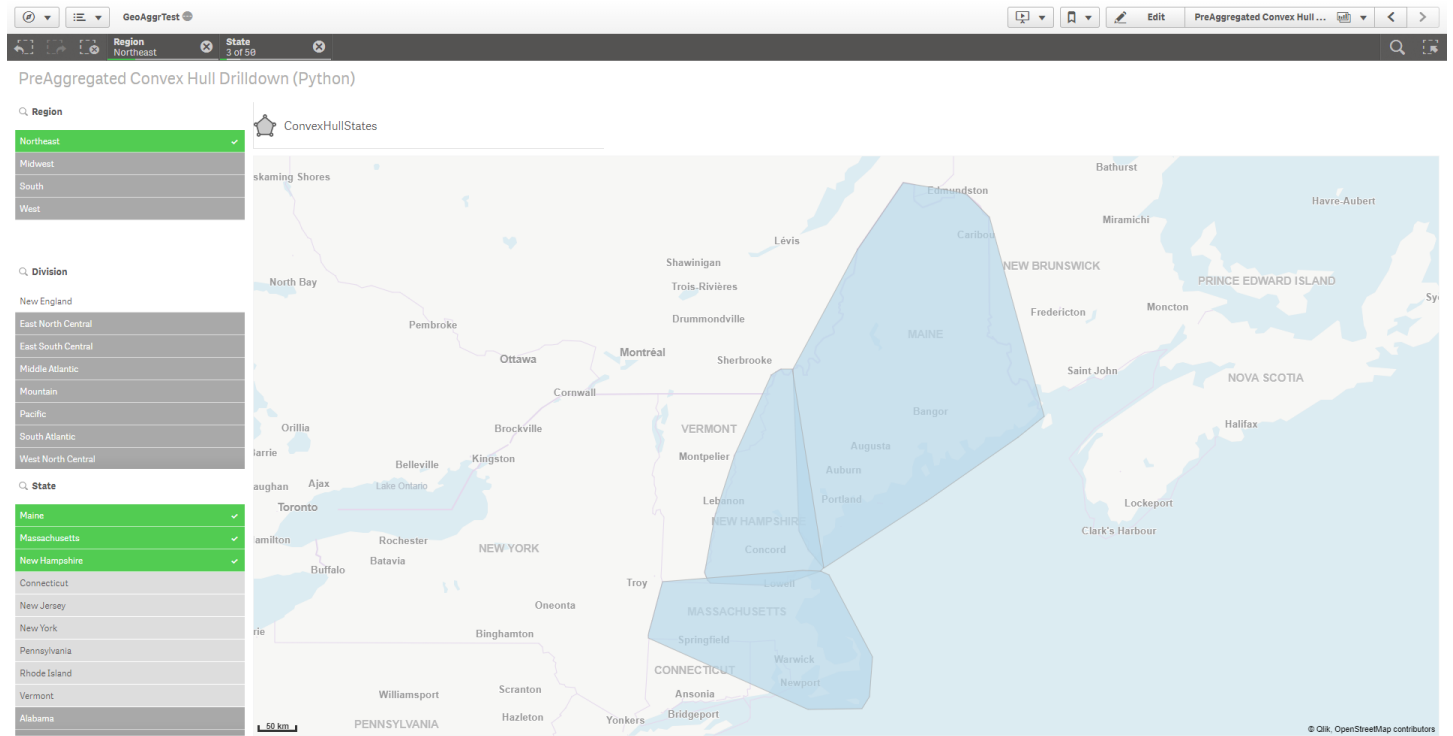 GeoAggrTest
Edit
PreAggregated Convex Hull ...
Region
Northeast
State
3 of 50
PreAggregated Convex Hull Drilldown (Python)
Region
Northeast
Midwest
South
West
Division
New England
East North Central
East South Central
Middle Atlantic
Mountain
Pacific
South Atlantic
West North Central
State
Maine
Massachusetts
New Hampshire
Connecticut
New Jersey
New York
Pennsylvania
Rhode Island
Vermont
Alabama
ConvexHullStates
skaming Shores
Bathurst
Edmundston
Havre-Aubert
Miramichi
Caribou
Lévis
Shawinigan
NEW BRUNSWICK
North Bay
Trois-Rivières
PRINCE EDWARD ISLAND
Sy
Moncton
Fredericton
Drummondville
Pembroke
MAINE
Montréal
Ottawa
Sherbrooke
Saint John
NOVA SCOTIA
Cornwall
Bangor
Halifax
Orillia
Brockville
VERMONT
Augusta
Barrie
Montpelier
Kingston
Belleville
Auburn
aughan
Ajax
Lake Ontario
Lebanon
Portland
Lockeport
Toronto
NEW HAMPSHIRE
Clark's Harbour
amilton
Rochester
NEW YORK
Concord
Batavia
Buffalo
Troy
Lowell
Oneonta
MASSACHUSETTS
rie
Binghamton
Springfield
Warwick
CONNECTICUT
Newport
Williamsport
Scranton
Ansonia
Hazleton
Bridgeport
Yonkers
PENNSYLVANIA
50 km
© Qlik, OpenStreetMap contributors